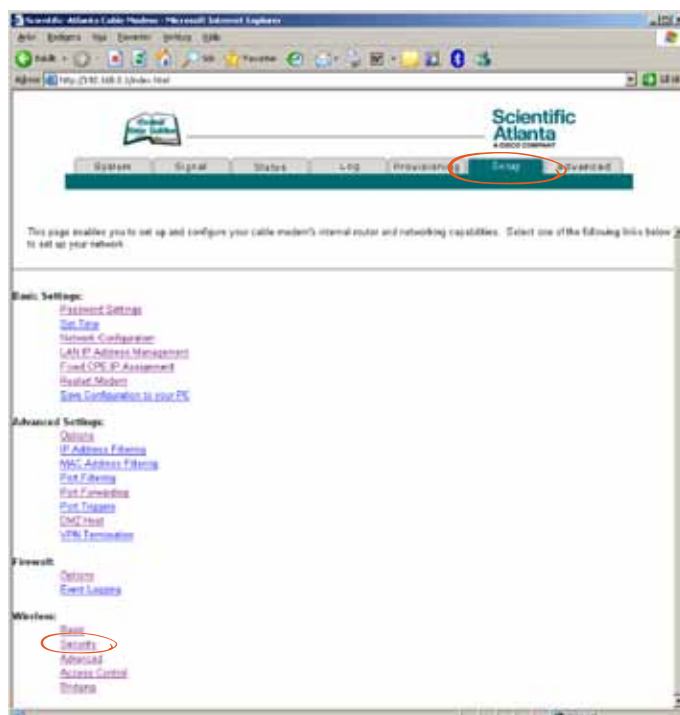 Scientific-Atlanta Cable Modem - Microsoft Internet Explorer
Scientific
Atlanta
A CISCO COMPANY
System Signal Status Log Provisioning Setup Advanced
This page enables you to set up and configure your cable modem's internal router and networking capabilities. Select one of the following links below
to set up your network.
Basic Settings:
Password Settings
Set Time
Network Configuration
LAN IP Address Management
Fixed CPE IP Assignment
Restart Modem
Save Configuration to your PC
Advanced Settings:
Options
IP Address Filtering
MAC Address Filtering
Port Filtering
Port Forwarding
Port Triggers
DMZ Host
VPN Termination
Firewall:
Options
Event Logging
Wireless:
Basic
Security
Advanced
Access Control
Bridging